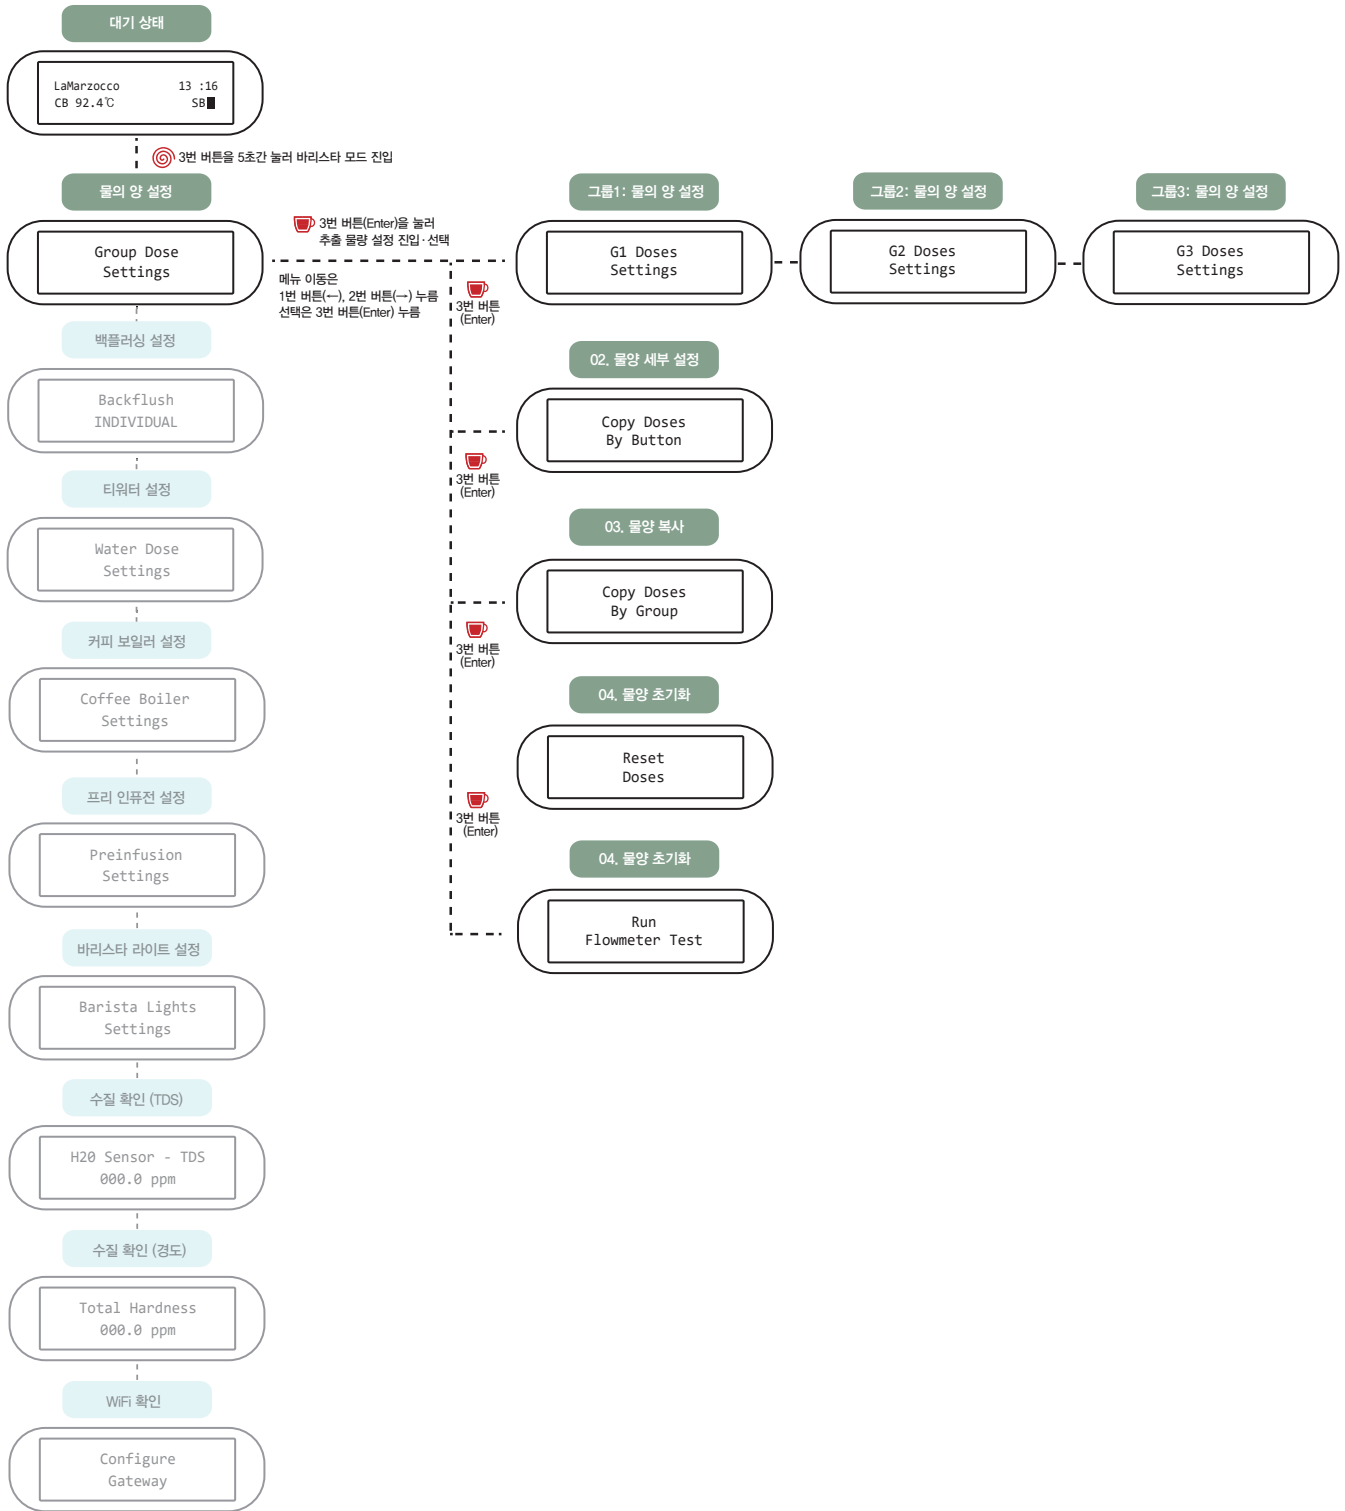 대기 상태
LaMarzocco 13 :16
CB 92.4℃ SB
3번 버튼을 5초간 눌러 바리스타 모드 진입
물의 양 설정
Group Dose
Settings
3번 버튼(Enter)을 눌러
추출 물량 설정 진입 · 선택
메뉴 이동은
1번 버튼(←), 2번 버튼(→) 누름
선택은 3번 버튼(Enter) 누름
그룹1: 물의 양 설정
G1 Doses
Settings
그룹2: 물의 양 설정
G2 Doses
Settings
그룹3: 물의 양 설정
G3 Doses
Settings
3번 버튼
(Enter)
02. 물양 세부 설정
Copy Doses
By Button
3번 버튼
(Enter)
03. 물양 복사
Copy Doses
By Group
3번 버튼
(Enter)
04. 물양 초기화
Reset
Doses
3번 버튼
(Enter)
04. 물양 초기화
Run
Flowmeter Test
백플러싱 설정
Backflush
INDIVIDUAL
티워터 설정
Water Dose
Settings
커피 보일러 설정
Coffee Boiler
Settings
프리 인퓨전 설정
Preinfusion
Settings
바리스타 라이트 설정
Barista Lights
Settings
수질 확인 (TDS)
H20 Sensor - TDS
000.0 ppm
수질 확인 (경도)
Total Hardness
000.0 ppm
WiFi 확인
Configure
Gateway